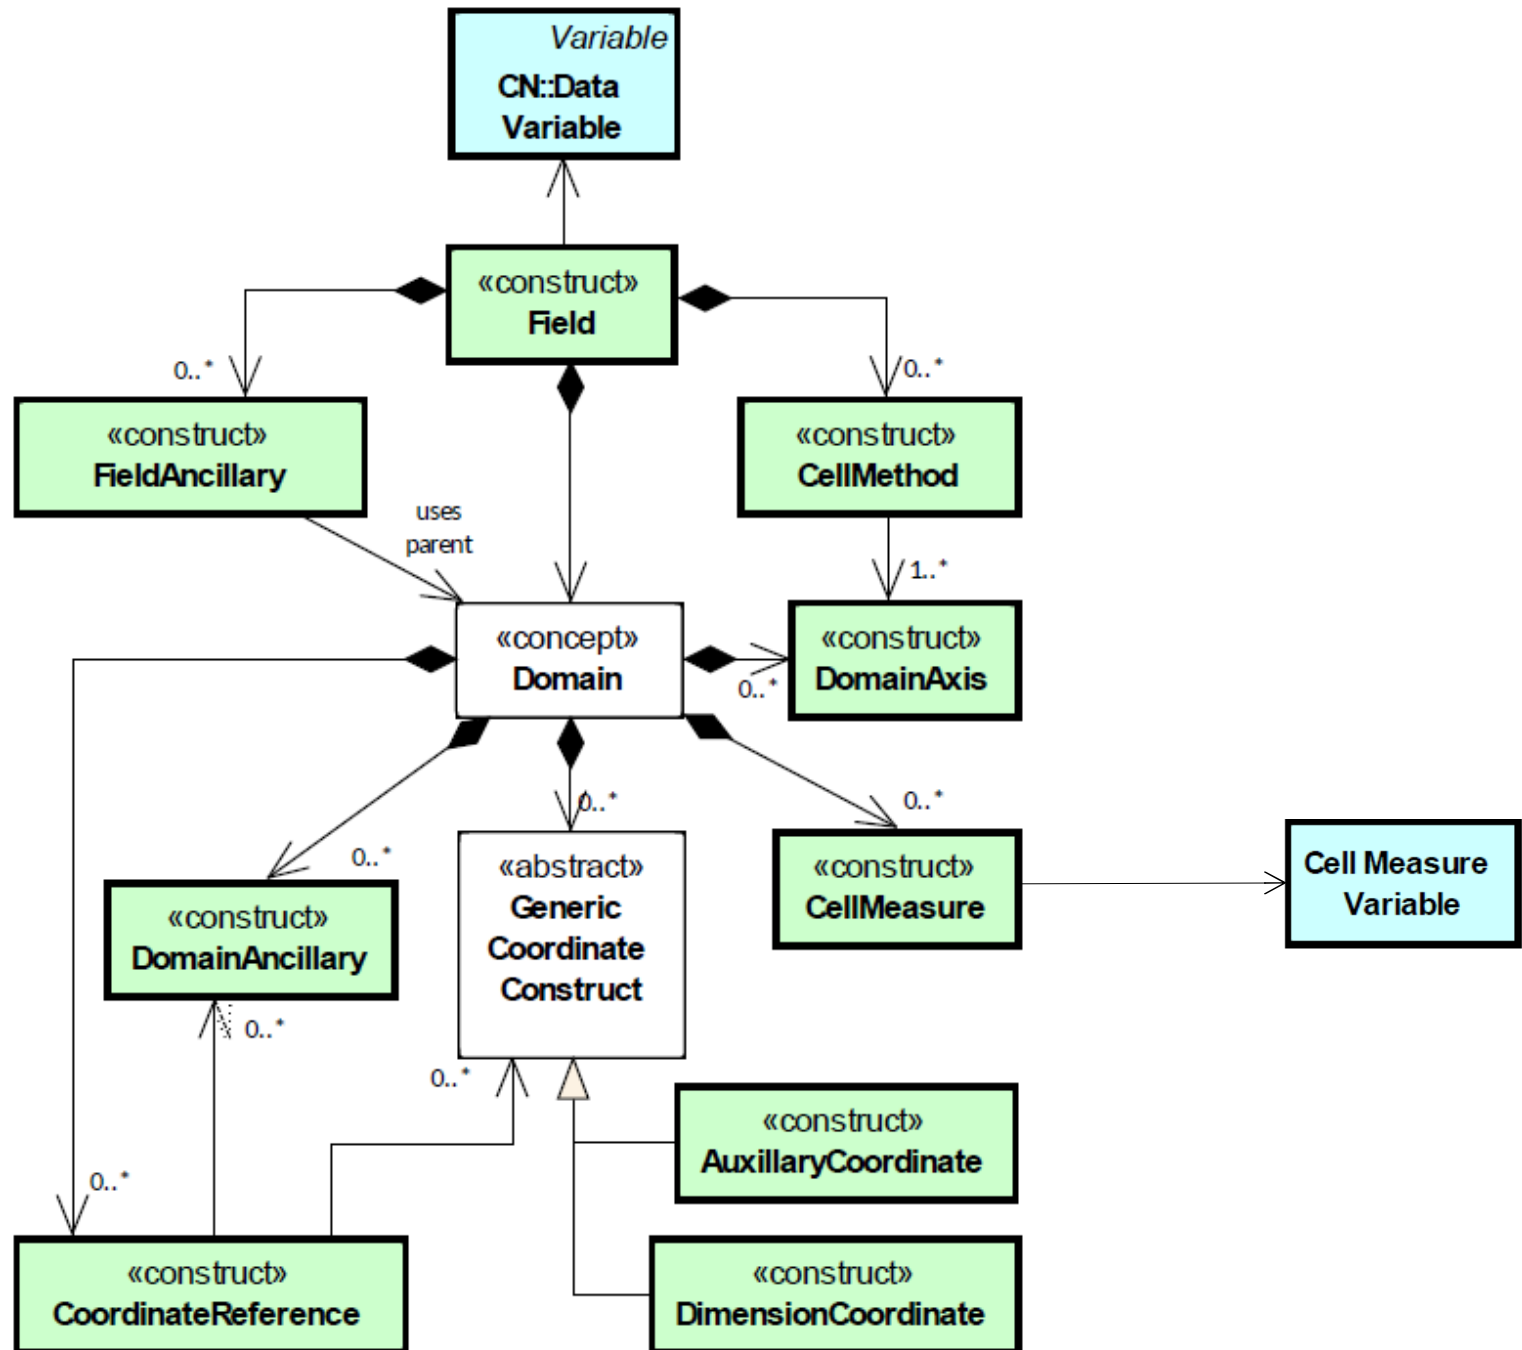 Variable
CN::Data
Variable
«construct»
Field
0..*
0..*
«construct»
FieldAncillary
«construct»
CellMethod
uses
parent
1..*
«concept»
Domain
0..*
«construct»
DomainAxis
0..*
0..*
0..*
«construct»
DomainAncillary
«abstract»
Generic
Coordinate
Construct
«construct»
CellMeasure
Cell Measure
Variable
0..*
0..*
«construct»
AuxillaryCoordinate
0..*
«construct»
CoordinateReference
«construct»
DimensionCoordinate